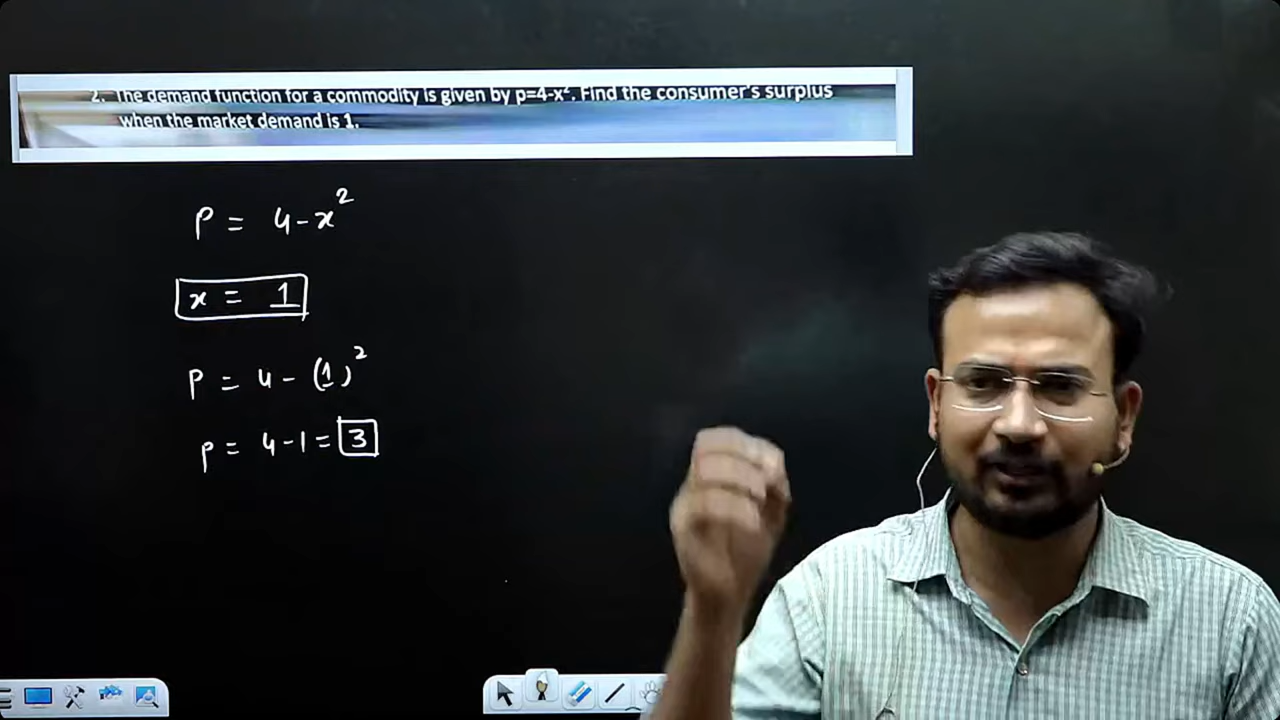 2. The demand function for a commodity is given by p=4-x². Find the consumer's surplus
when the market demand is 1.
P = 4-x²
x = 1
P = 4 - (1)²
p = 4-1 = 3